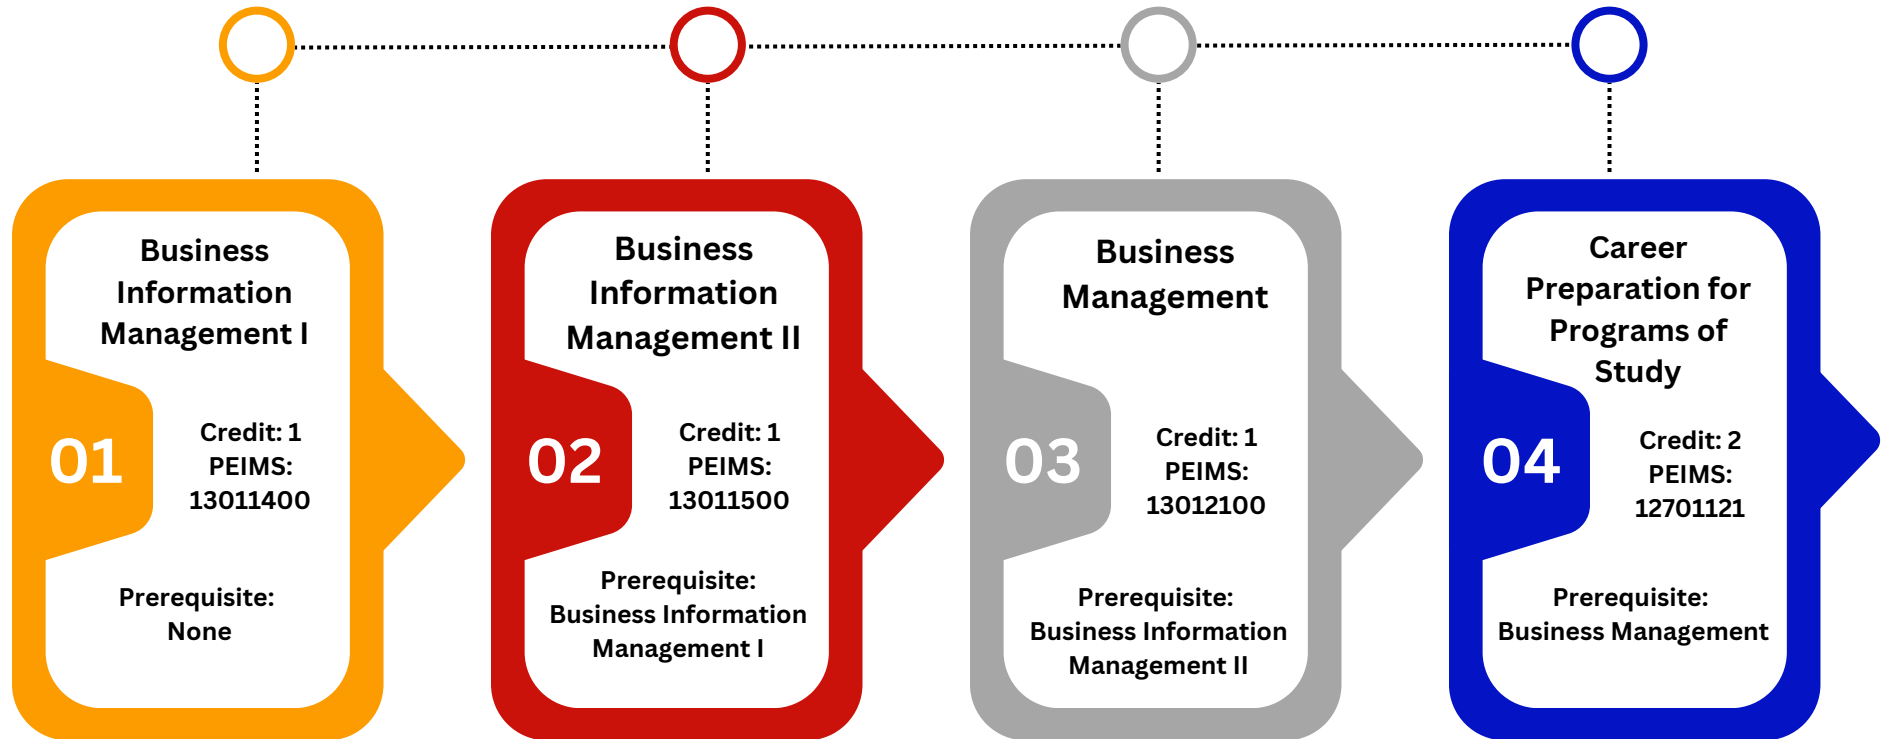 Business
Information
Management I
01
Credit: 1
PEIMS:
13011400
Prerequisite:
None
Business
Information
Management II
02
Credit: 1
PEIMS:
13011500
Prerequisite:
Business Information
Management I
Business
Management
03
Credit: 1
PEIMS:
13012100
Prerequisite:
Business Information
Management II
Career
Preparation for
Programs of
Study
04
Credit: 2
PEIMS:
12701121
Prerequisite:
Business Management